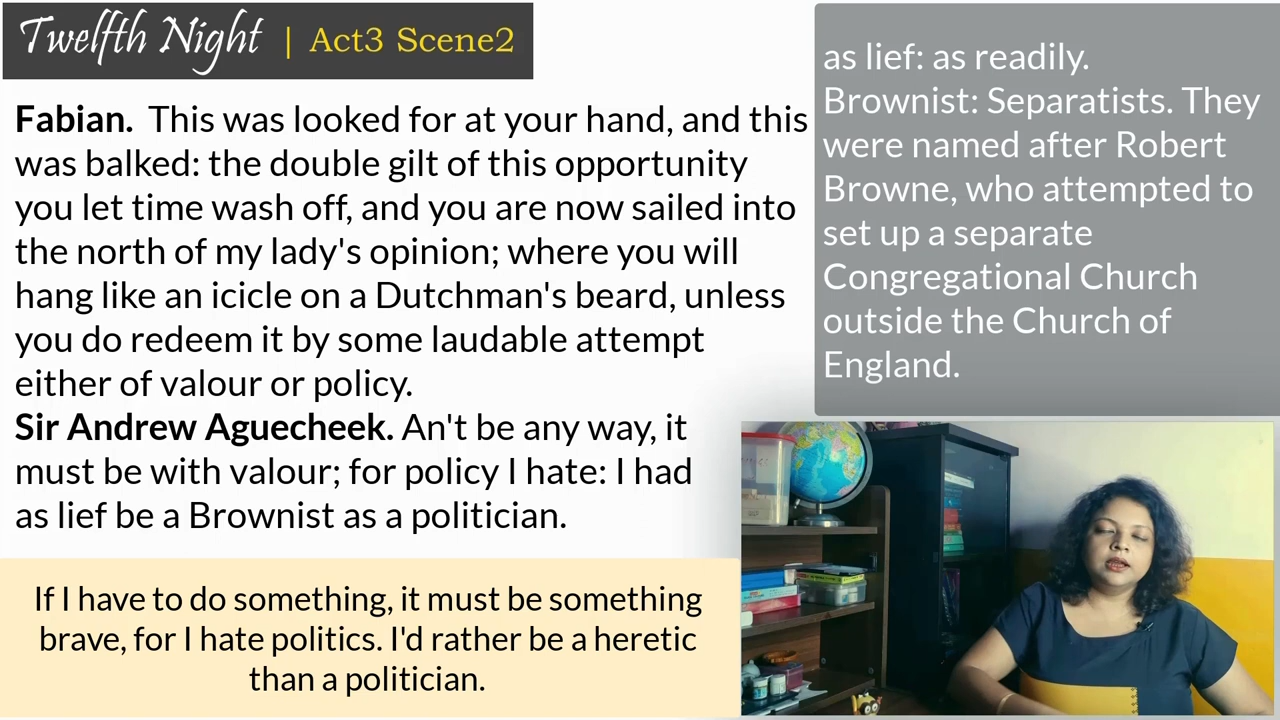 Twelfth Night | Act3 Scene2
Fabian. This was looked for at your hand, and this
was balked: the double gilt of this opportunity
you let time wash off, and you are now sailed into
the north of my lady's opinion; where you will
hang like an icicle on a Dutchman's beard, unless
you do redeem it by some laudable attempt
either of valour or policy.
Sir Andrew Aguecheek. An't be any way, it
must be with valour; for policy I hate: I had
as lief be a Brownist as a politician.
If I have to do something, it must be something
brave, for I hate politics. I'd rather be a heretic
than a politician.
as lief: as readily.
Brownist: Separatists. They
were named after Robert
Browne, who attempted to
set up a separate
Congregational Church
outside the Church of
England.